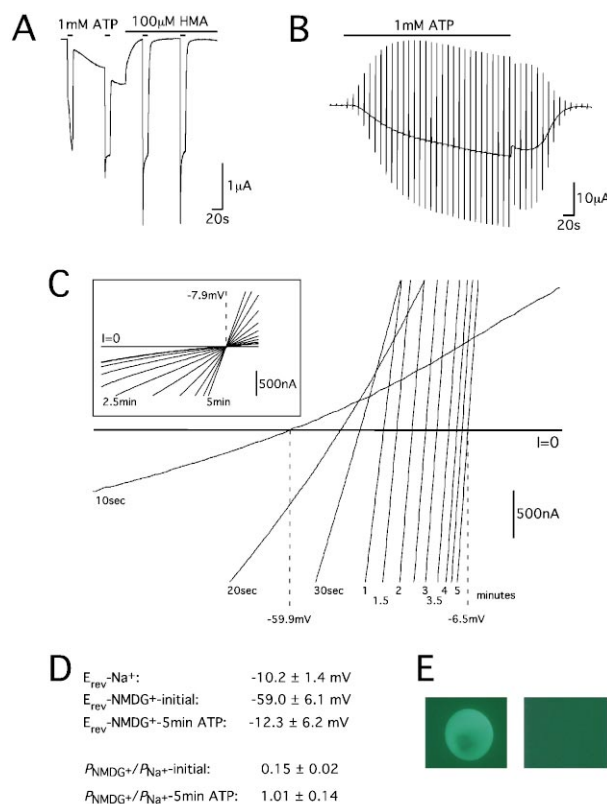 A
1mM ATP
100μM HMA
1μA
20s
B
1mM ATP
10μA
20s
C
-7.9mV
I=0
2.5min
5min
500nA
I=0
10sec
500nA
20sec
30sec
1
1.5
2
3
3.5
4
5
minutes
-59.9mV
-6.5mV
D
Erev-Na+: -10.2 ± 1.4 mV
Erev-NMDG+-initial: -59.0 ± 6.1 mV
Erev-NMDG+-5min ATP: -12.3 ± 6.2 mV
PNMDG+/PNa+-initial: 0.15 ± 0.02
PNMDG+/PNa+-5min ATP: 1.01 ± 0.14
E